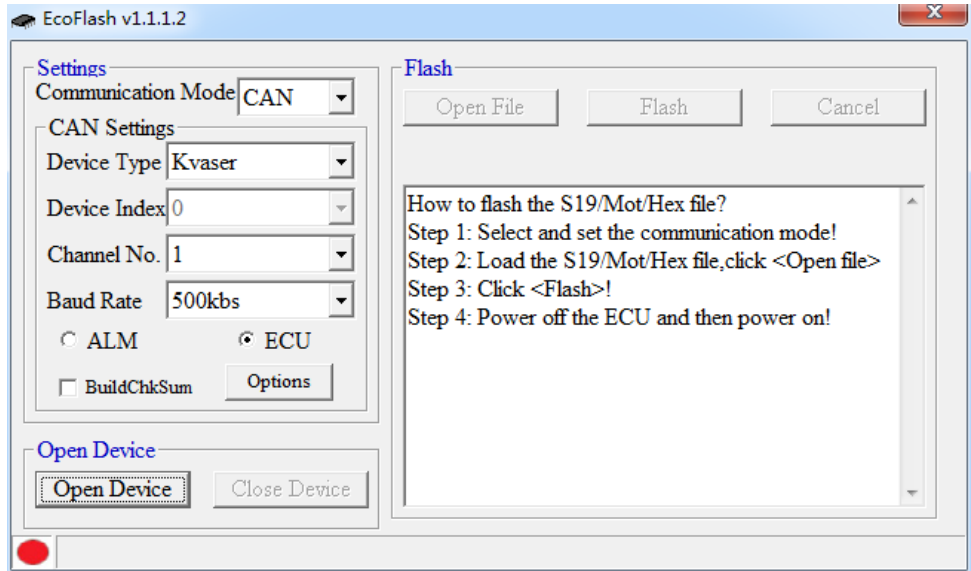 EcoFlash v1.1.1.2
Settings
Communication Mode CAN
CAN Settings
Device Type Kvaser
Device Index 0
Channel No. 1
Baud Rate 500kbs
ALM ECU
BuildChkSum Options
Open Device
Open Device Close Device
Flash
Open File Flash Cancel
How to flash the S19/Mot/Hex file?
Step 1: Select and set the communication mode!
Step 2: Load the S19/Mot/Hex file,click <Open file>
Step 3: Click <Flash>!
Step 4: Power off the ECU and then power on!